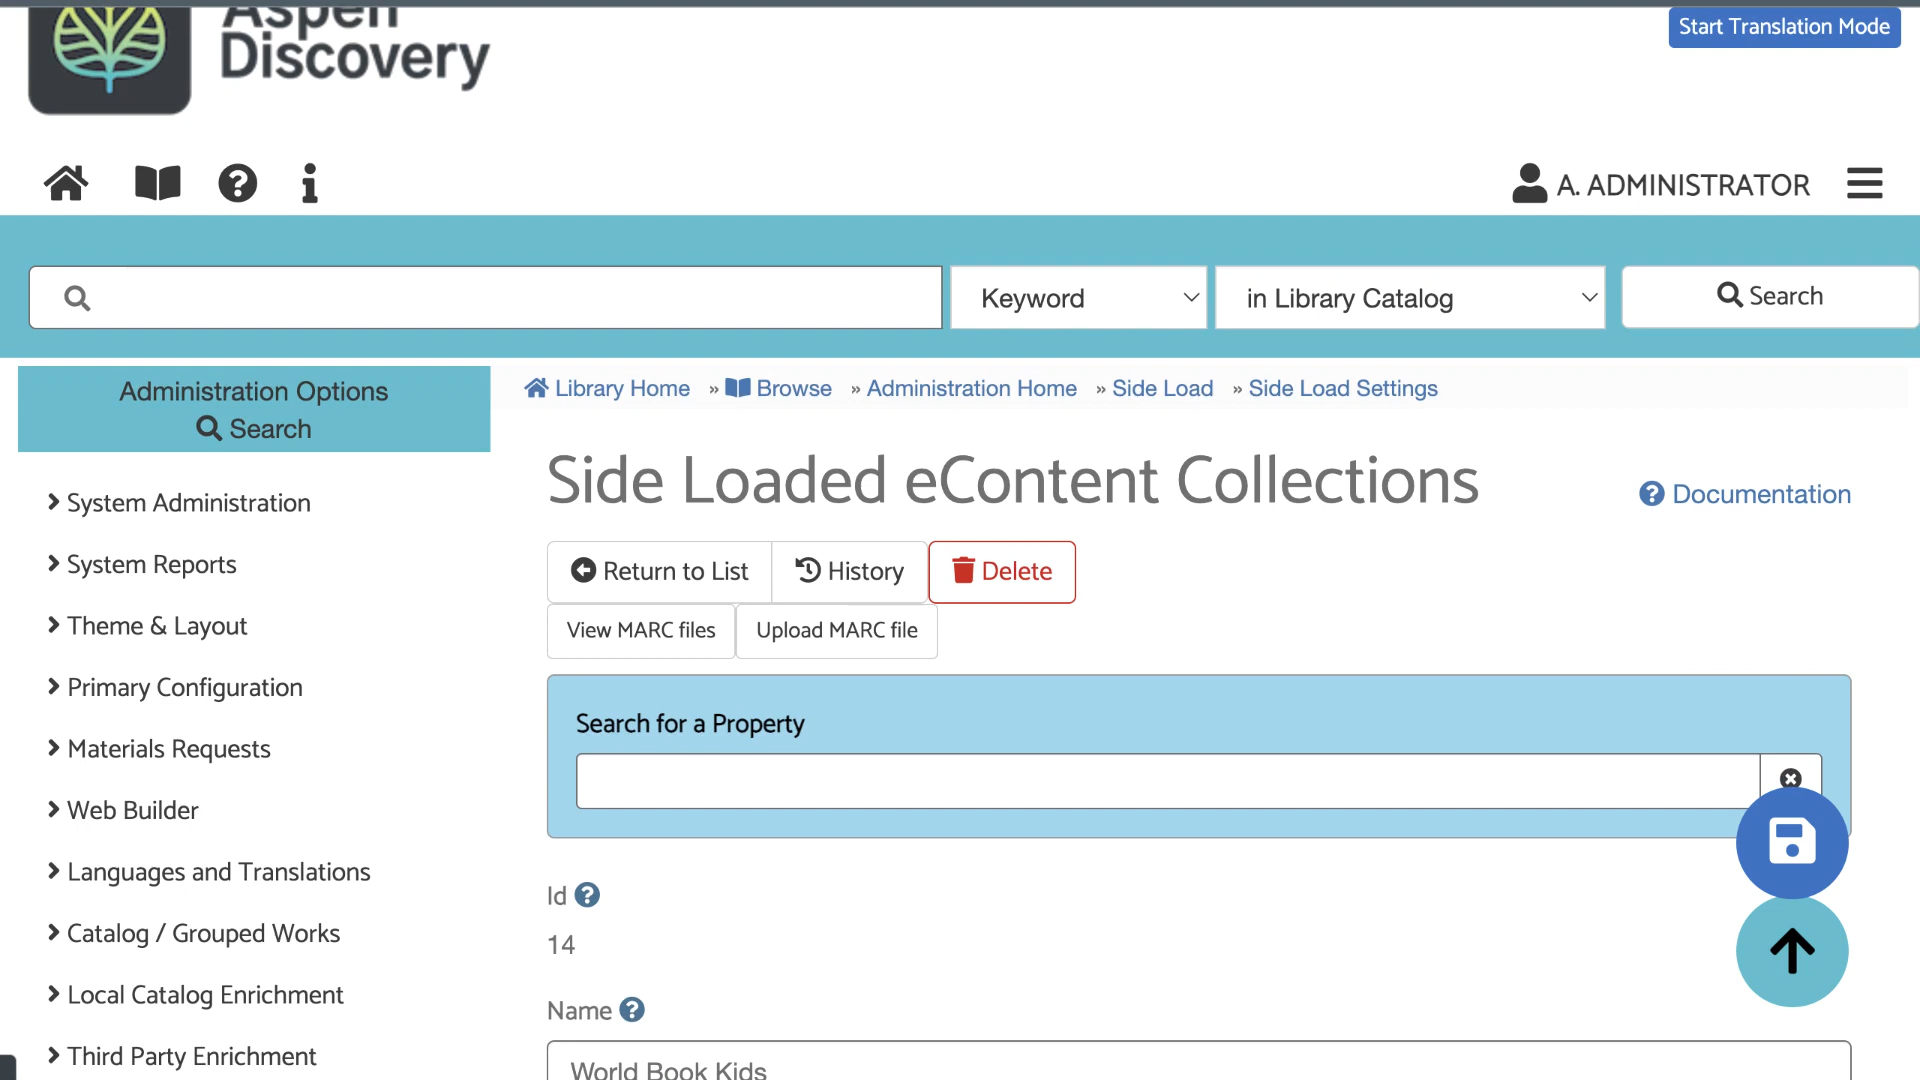 Aspen
Discovery
Start Translation Mode
A. ADMINISTRATOR
Keyword
in Library Catalog
Search
Administration Options
Search
Library Home » Browse » Administration Home » Side Load » Side Load Settings
System Administration
System Reports
Theme & Layout
Primary Configuration
Materials Requests
Web Builder
Languages and Translations
Catalog / Grouped Works
Local Catalog Enrichment
Third Party Enrichment
Side Loaded eContent Collections
Documentation
Return to List
History
Delete
View MARC files
Upload MARC file
Search for a Property
Id
14
Name
World Book Kids